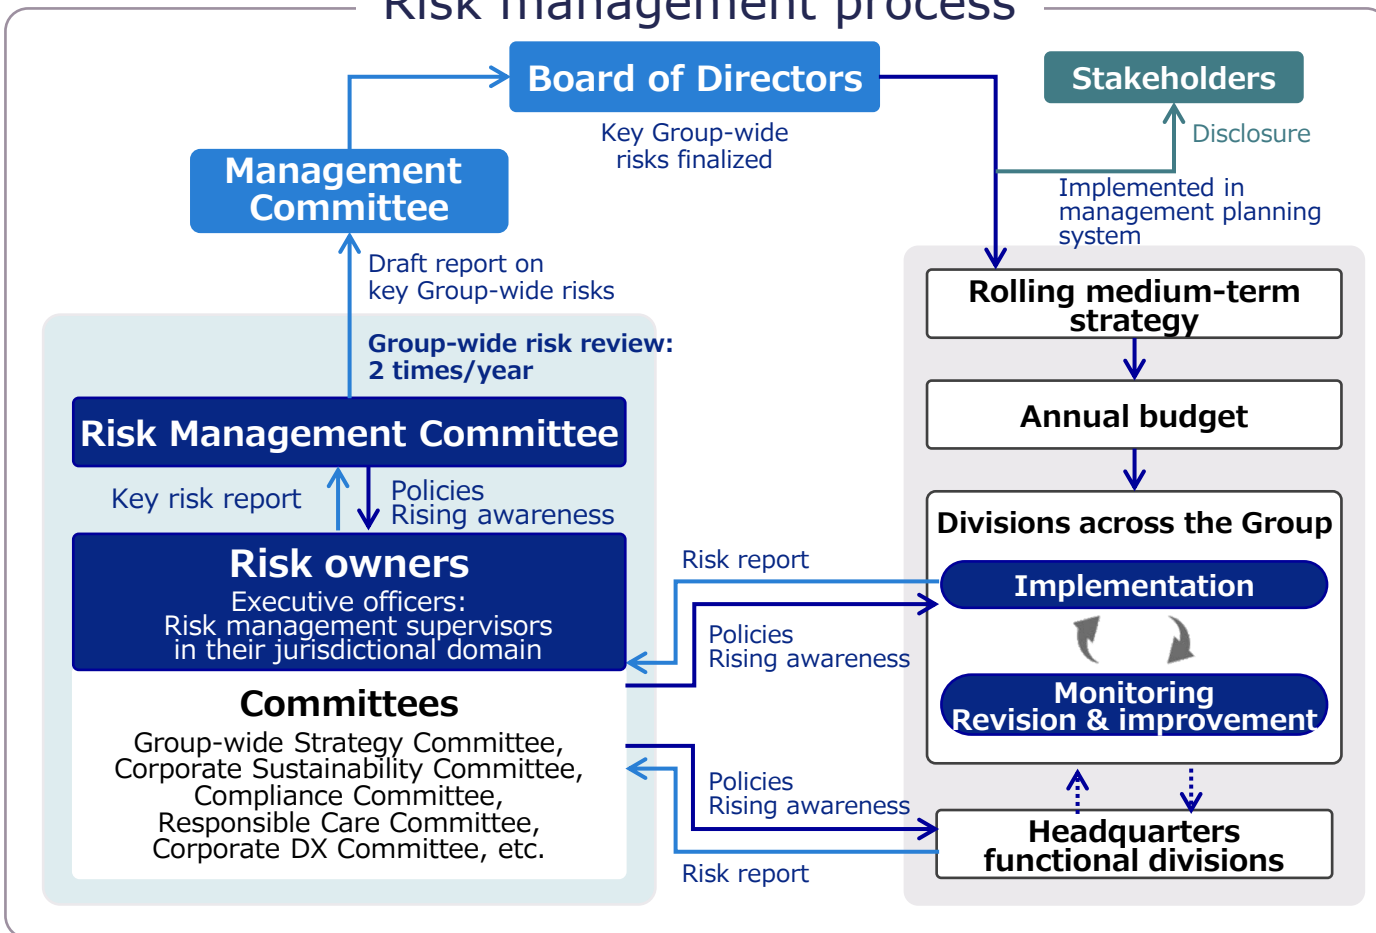 Risk management process
Board of Directors
Key Group-wide
risks finalized
Stakeholders
Disclosure
Implemented in
management planning
system
Management
Committee
Draft report on
key Group-wide risks
Group-wide risk review:
2 times/year
Risk Management Committee
Key risk report
Policies
Rising awareness
Risk owners
Executive officers:
Risk management supervisors
in their jurisdictional domain
Committees
Group-wide Strategy Committee,
Corporate Sustainability Committee,
Compliance Committee,
Responsible Care Committee,
Corporate DX Committee, etc.
Risk report
Policies
Rising awareness
Policies
Rising awareness
Risk report
Rolling medium-term
strategy
Annual budget
Divisions across the Group
Implementation
Monitoring
Revision & improvement
Headquarters
functional divisions